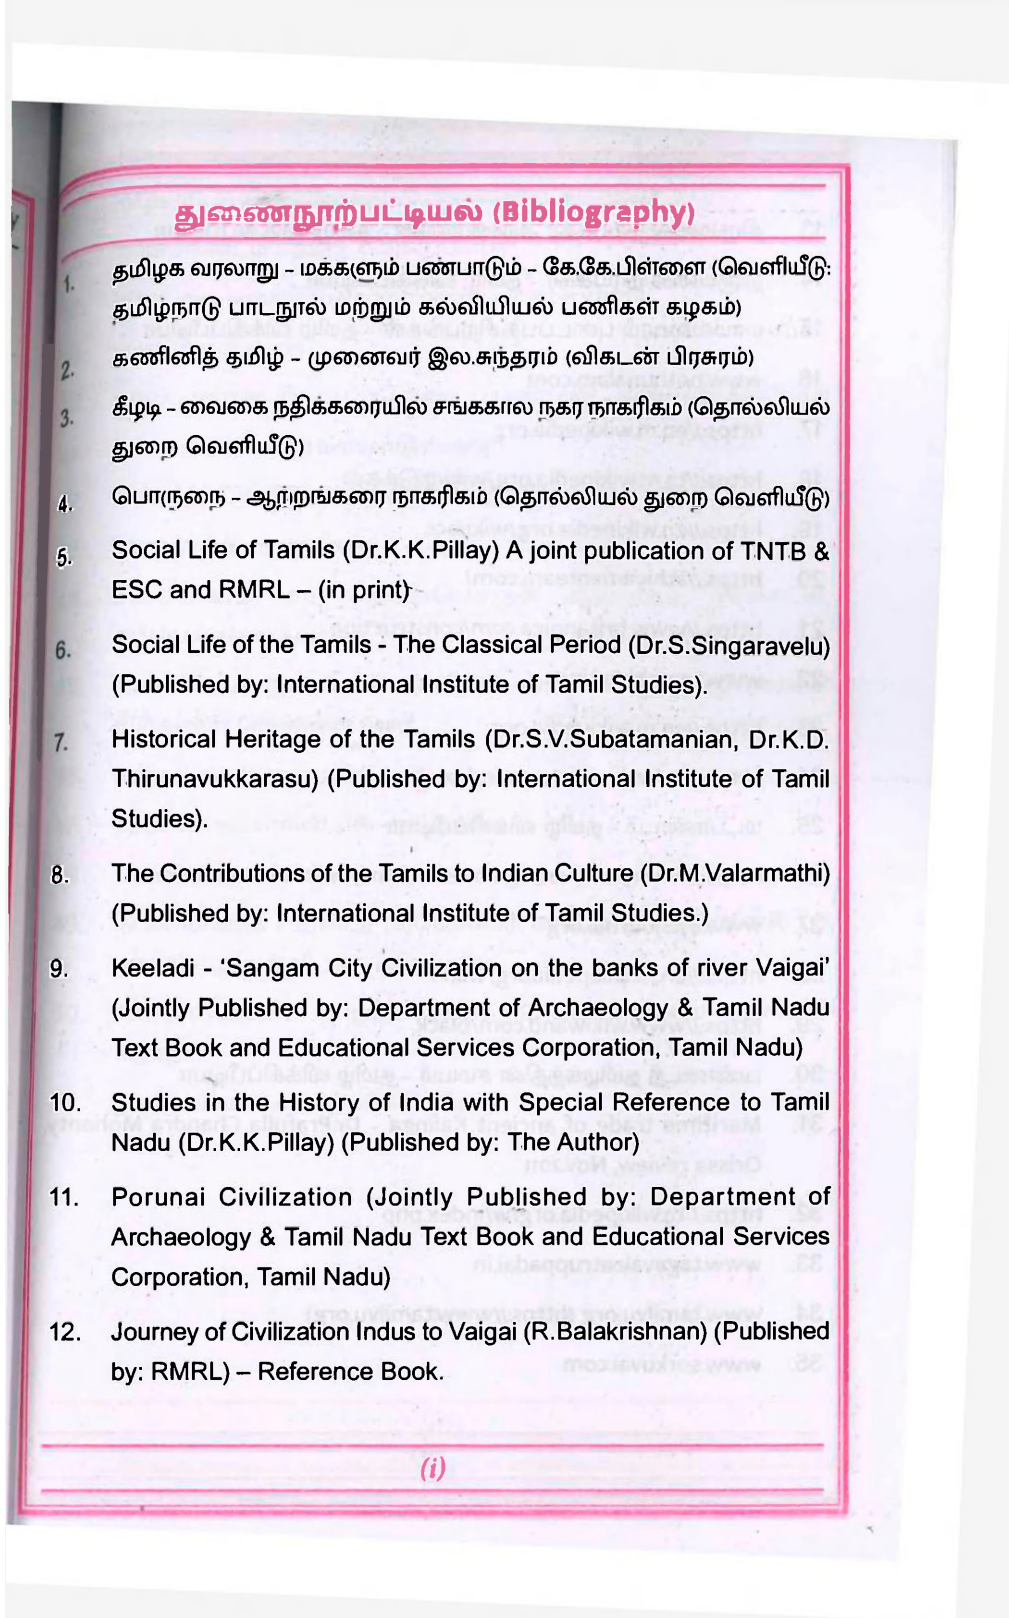 துணைநூற்பட்டியல் (Bibliography)
1. தமிழக வரலாறு – மக்களும் பண்பாடும் – கே.கே.பிள்ளை (வெளியீடு:
தமிழ்நாடு பாடநூல் மற்றும் கல்வியியல் பணிகள் கழகம்)
2. கணினித் தமிழ் – முனைவர் இல.சுந்தரம் (விகடன் பிரசுரம்)
3. கீழடி – வைகை நதிக்கரையில் சங்ககால நகர நாகரிகம் (தொல்லியல்
துறை வெளியீடு)
4. பொருநை – ஆற்றங்கரை நாகரிகம் (தொல்லியல் துறை வெளியீடு)
5. Social Life of Tamils (Dr.K.K.Pillay) A joint publication of TNTB &
ESC and RMRL – (in print)
6. Social Life of the Tamils - The Classical Period (Dr.S.Singaravelu)
(Published by: International Institute of Tamil Studies).
7. Historical Heritage of the Tamils (Dr.S.V.Subatamanian, Dr.K.D.
Thirunavukkarasu) (Published by: International Institute of Tamil
Studies).
8. The Contributions of the Tamils to Indian Culture (Dr.M.Valarmathi)
(Published by: International Institute of Tamil Studies.)
9. Keeladi - ‘Sangam City Civilization on the banks of river Vaigai’
(Jointly Published by: Department of Archaeology & Tamil Nadu
Text Book and Educational Services Corporation, Tamil Nadu)
10. Studies in the History of India with Special Reference to Tamil
Nadu (Dr.K.K.Pillay) (Published by: The Author)
11. Porunai Civilization (Jointly Published by: Department of
Archaeology & Tamil Nadu Text Book and Educational Services
Corporation, Tamil Nadu)
12. Journey of Civilization Indus to Vaigai (R.Balakrishnan) (Published
by: RMRL) – Reference Book.
(i)